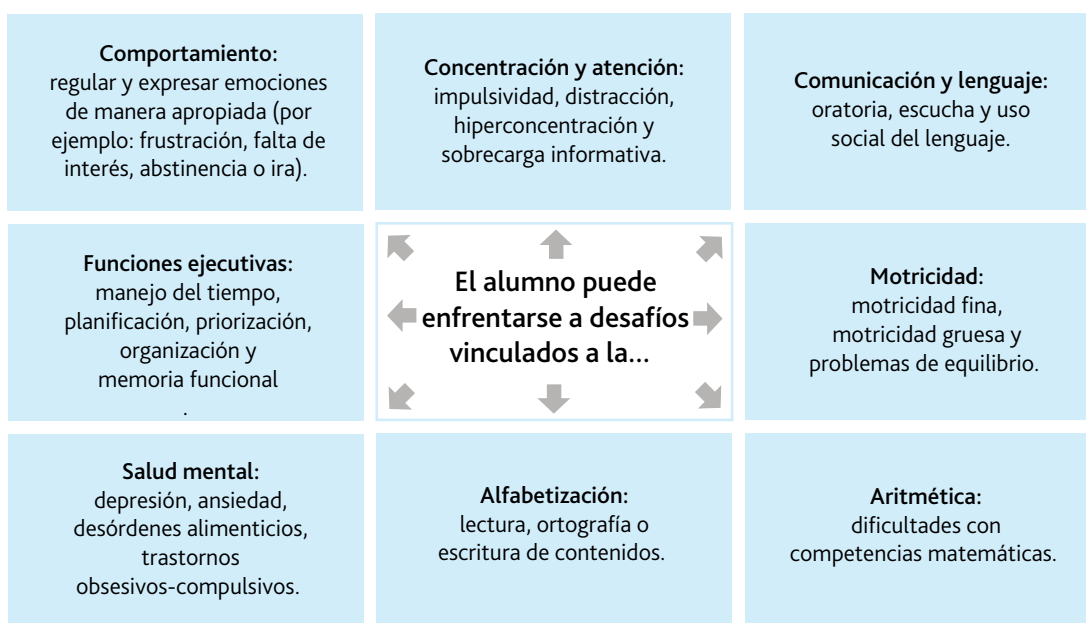 Comportamiento:
regular y expresar emociones
de manera apropiada (por
ejemplo: frustración, falta de
interés, abstinencia o ira).
Concentración y atención:
impulsividad, distracción,
hiperconcentración y
sobrecarga informativa.
Comunicación y lenguaje:
oratoria, escucha y uso
social del lenguaje.
Funciones ejecutivas:
manejo del tiempo,
planificación, priorización,
organización y
memoria funcional
.
El alumno puede
enfrentarse a desafíos
vinculados a la...
Motricidad:
motricidad fina,
motricidad gruesa y
problemas de equilibrio.
Salud mental:
depresión, ansiedad,
desórdenes alimenticios,
trastornos
obsesivos-compulsivos.
Alfabetización:
lectura, ortografía o
escritura de contenidos.
Aritmética:
dificultades con
competencias matemáticas.